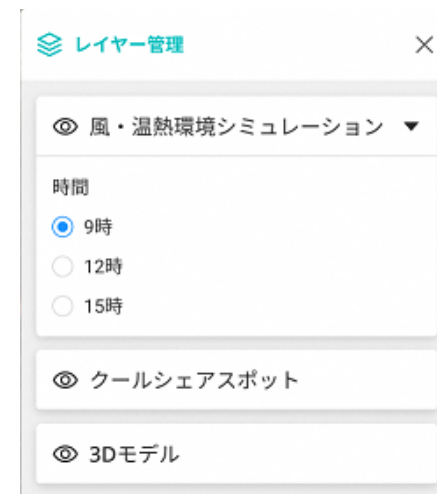 レイヤー管理
風・温熱環境シミュレーション
時間
9時
12時
15時
クールシェアスポット
3Dモデル